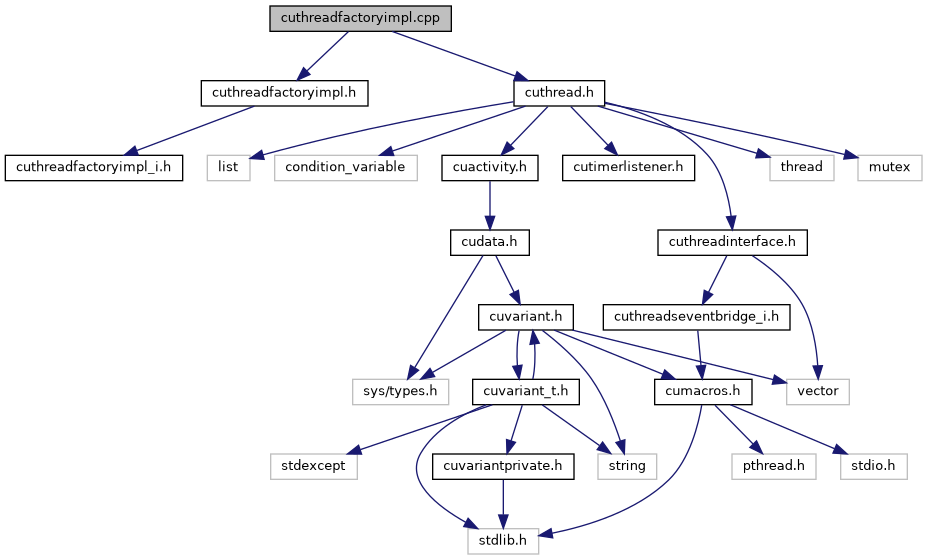 cuthreadfactoryimpl.cpp
cuthreadfactoryimpl.h
cuthread.h
cuthreadfactoryimpl_i.h
list
condition_variable
cuactivity.h
cutimerlistener.h
thread
mutex
cudata.h
cuthreadinterface.h
cuvariant.h
cuthreadseventbridge_i.h
sys/types.h
cuvariant_t.h
cumacros.h
vector
stdexcept
cuvariantprivate.h
string
pthread.h
stdio.h
stdlib.h